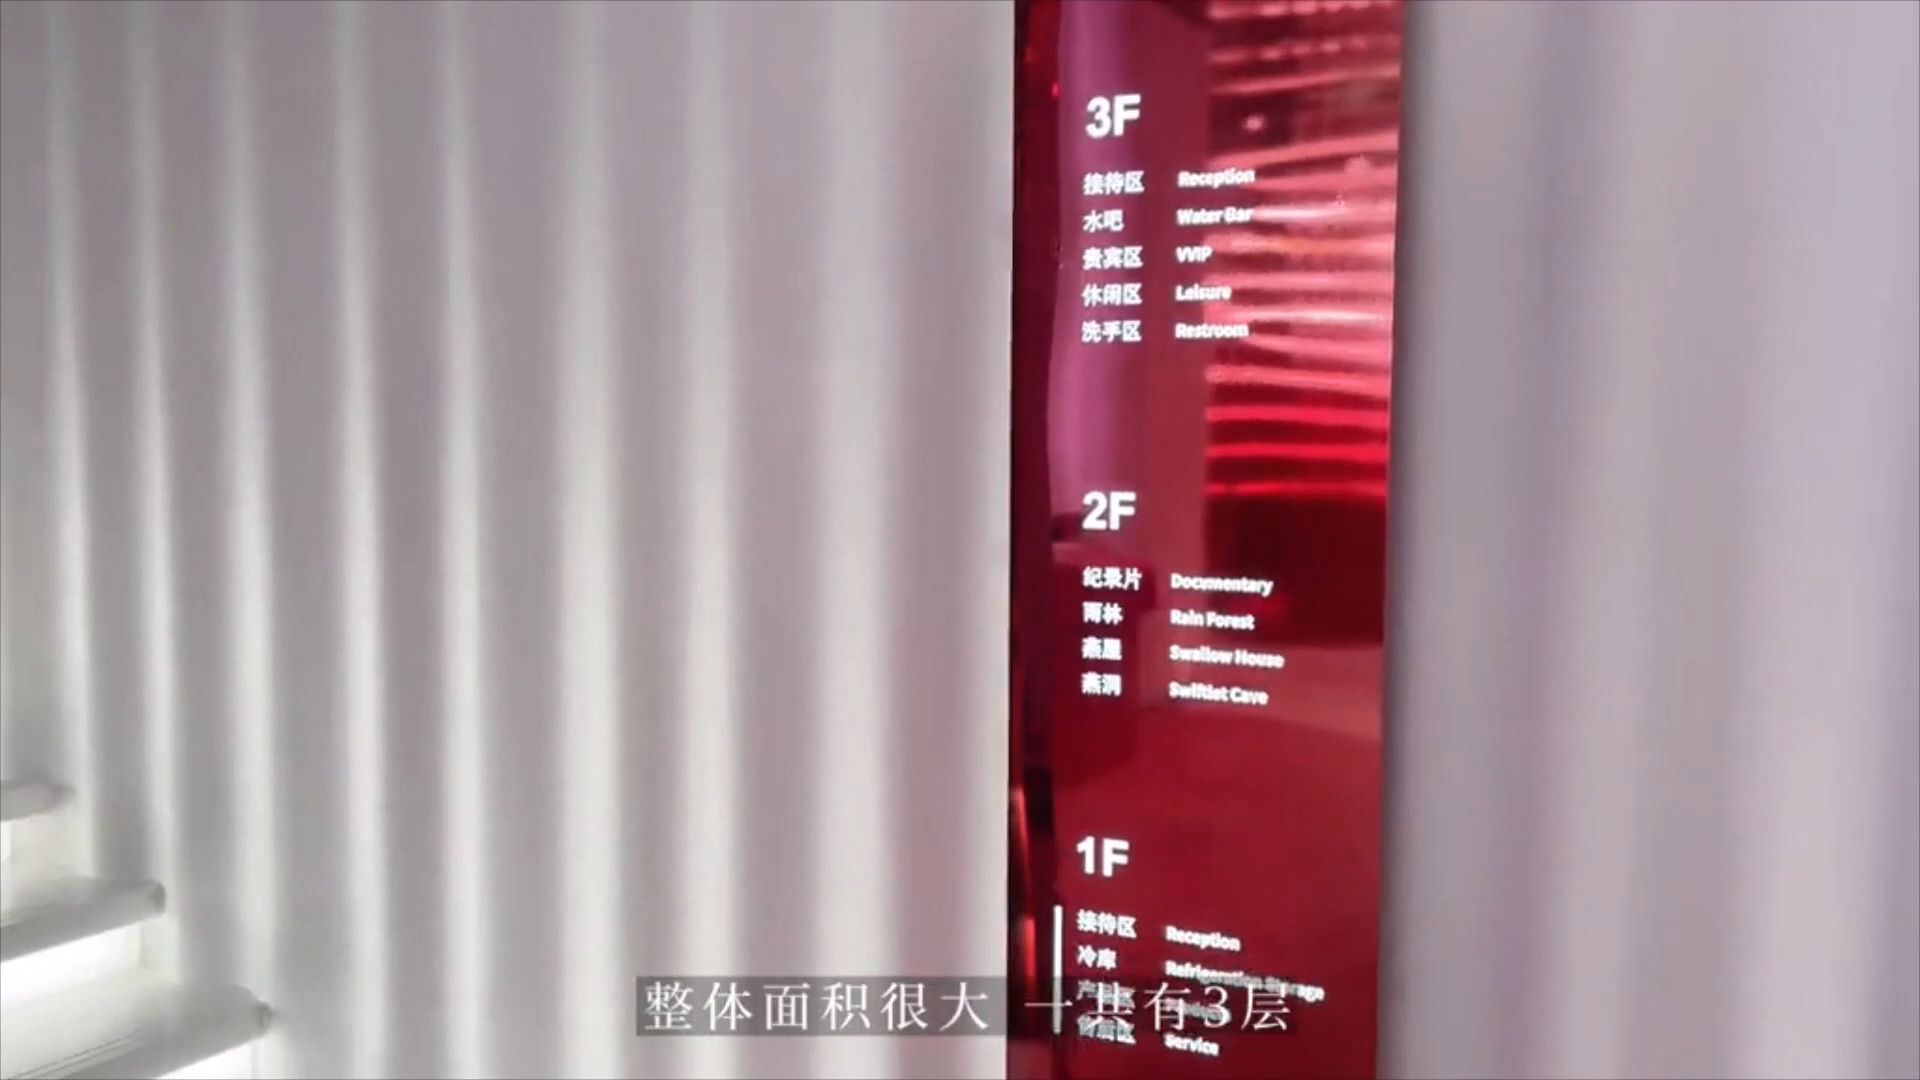 3F
接待区 Reception
水吧 Water Bar
贵宾区 VVIP
休闲区 Leisure
洗手区 Restroom
2F
纪录片 Documentary
雨林 Rain Forest
燕屋 Swallow House
燕洞 Swiftlet Cave
1F
接待区 Reception
冷库 Refrigeration Storage
Service
整体面积很大 一共有3层